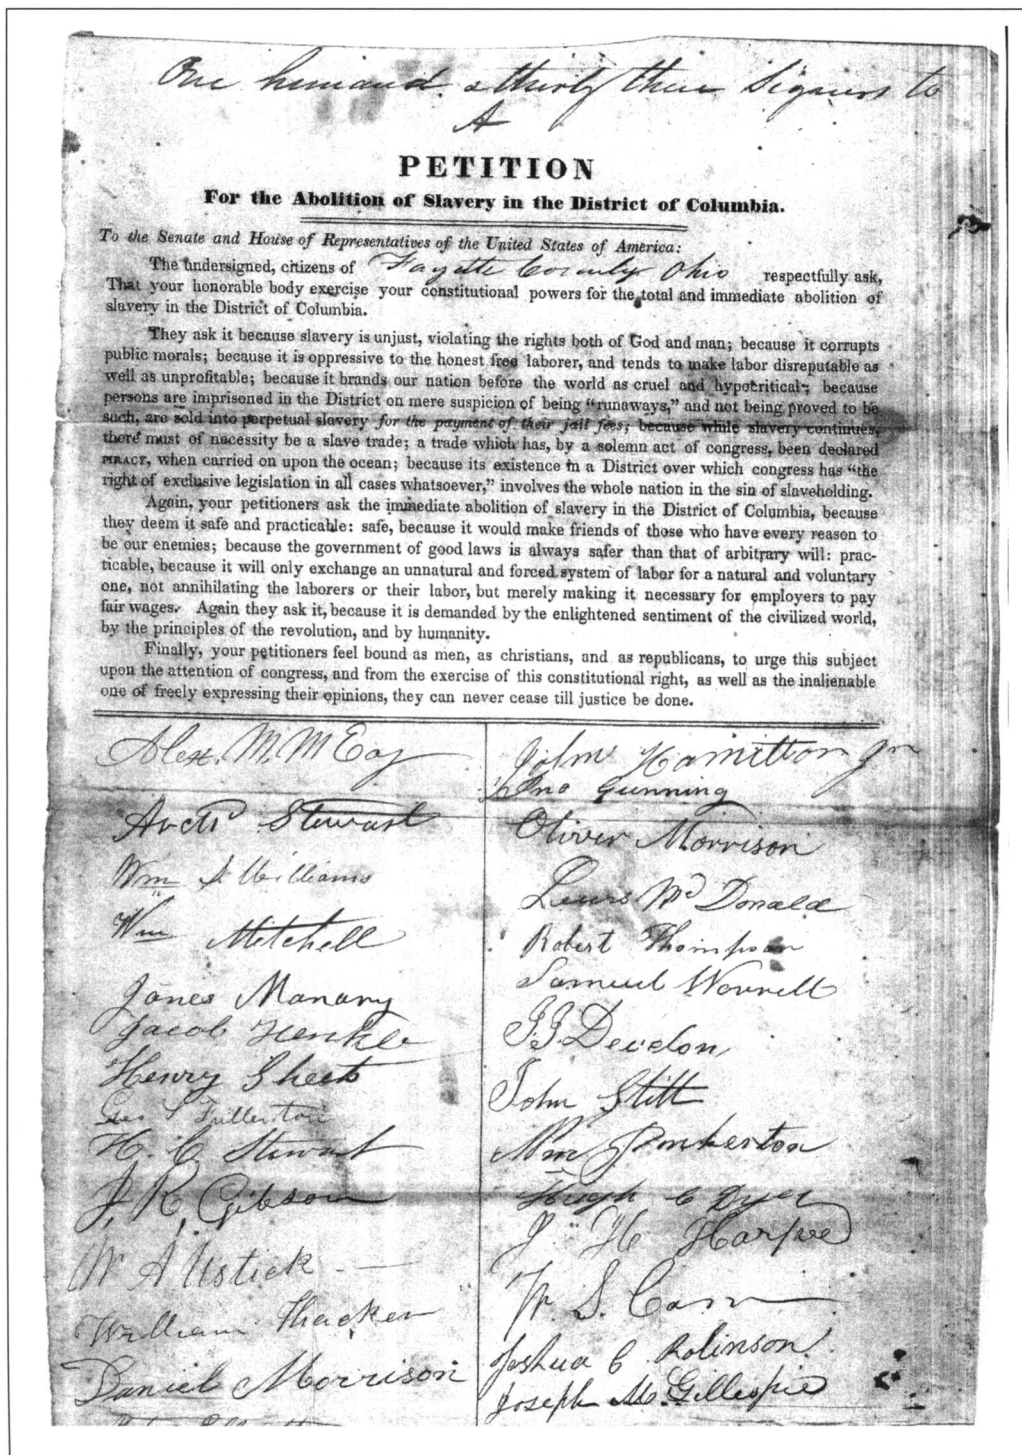 One hundred & thirty three Signers to
A
PETITION
For the Abolition of Slavery in the District of Columbia.
To the Senate and House of Representatives of the United States of America:
The undersigned, citizens of Fayette County Ohio respectfully ask,
That your honorable body exercise your constitutional powers for the total and immediate abolition of
slavery in the District of Columbia.
They ask it because slavery is unjust, violating the rights both of God and man; because it corrupts
public morals; because it is oppressive to the honest free laborer, and tends to make labor disreputable as
well as unprofitable; because it brands our nation before the world as cruel and hypocritical; because
persons are imprisoned in the District on mere suspicion of being "runaways," and not being proved to be
such, are sold into perpetual slavery for the payment of their jail fees; because while slavery continues,
there must of necessity be a slave trade; a trade which has, by a solemn act of congress, been declared
PIRACY, when carried on upon the ocean; because its existence in a District over which congress has "the
right of exclusive legislation in all cases whatsoever," involves the whole nation in the sin of slaveholding.
Again, your petitioners ask the immediate abolition of slavery in the District of Columbia, because
they deem it safe and practicable: safe, because it would make friends of those who have every reason to
be our enemies; because the government of good laws is always safer than that of arbitrary will: prac-
ticable, because it will only exchange an unnatural and forced system of labor for a natural and voluntary
one, not annihilating the laborers or their labor, but merely making it necessary for employers to pay
fair wages. Again they ask it, because it is demanded by the enlightened sentiment of the civilized world,
by the principles of the revolution, and by humanity.
Finally, your petitioners feel bound as men, as christians, and as republicans, to urge this subject
upon the attention of congress, and from the exercise of this constitutional right, as well as the inalienable
one of freely expressing their opinions, they can never cease till justice be done.
Alex. M. McCoy
Stewart
Wm S Williams
Wm Mitchell
James Manary
Jacob Henkle
Henry Sheets
Geo S Fullerton
H. C. Stewart
J. R. Gibson
W A Ustick
William Thacker
Daniel Morrison
John Hamilton Jn
Jno Gunning
Oliver Morrison
Lewis McDonald
Robert Thompson
Samuel Worrell
John Stitt
Wm Pinkerton
Hugh C Dyer
J. H Harper
W. S.
Joshua C Robinson
Joseph M. Gillespie